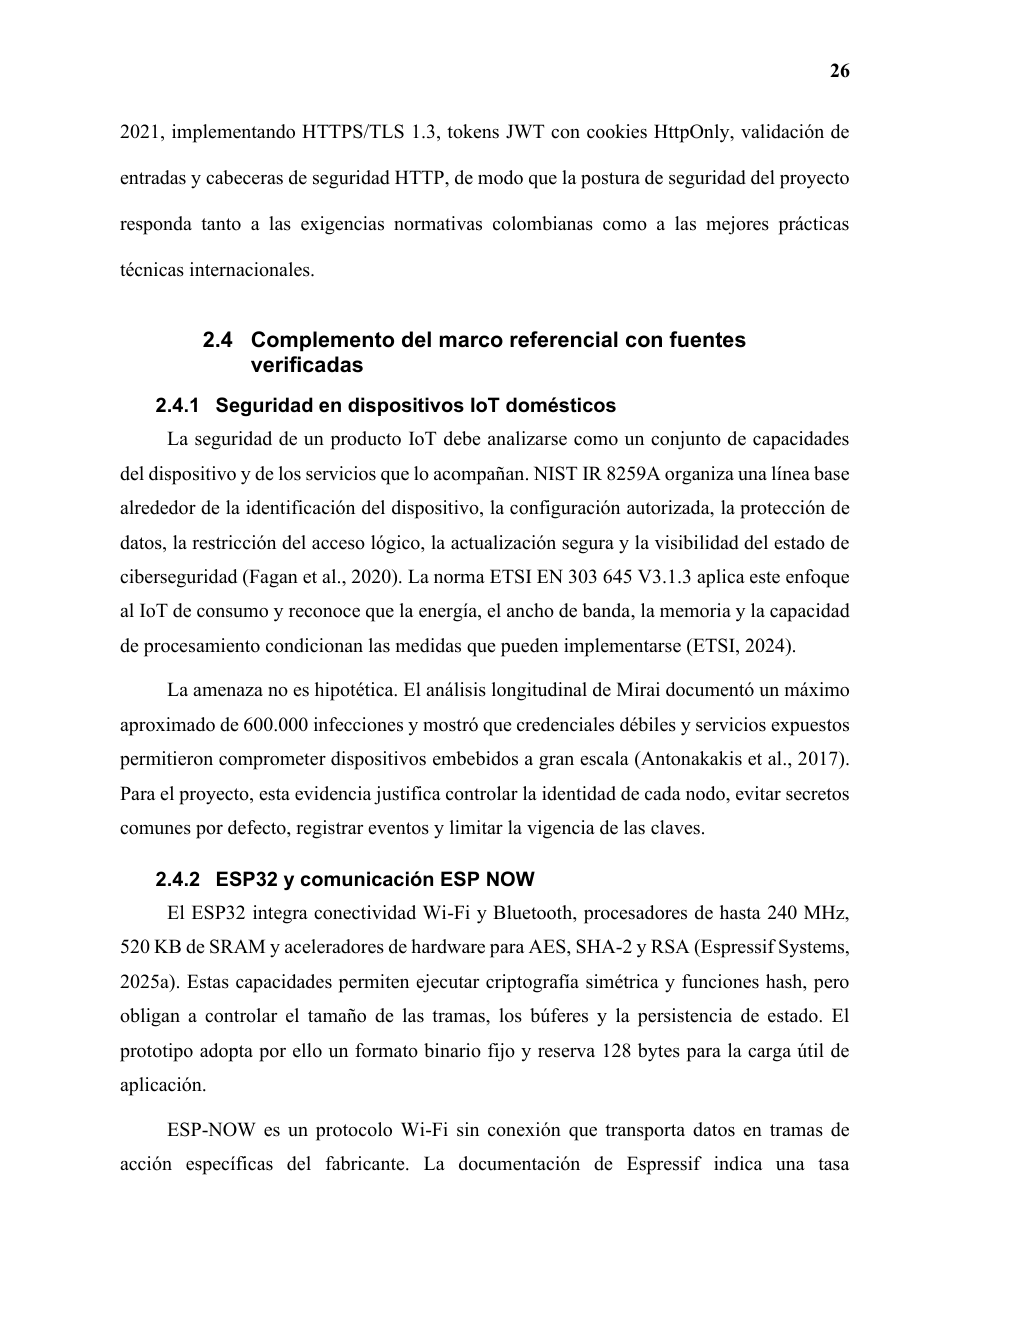 26
2021, implementando HTTPS/TLS 1.3, tokens JWT con cookies HttpOnly, validación de
entradas y cabeceras de seguridad HTTP, de modo que la postura de seguridad del proyecto
responda tanto a las exigencias normativas colombianas como a las mejores prácticas
técnicas internacionales.
2.4 Complemento del marco referencial con fuentes
verificadas
2.4.1 Seguridad en dispositivos IoT domésticos
La seguridad de un producto IoT debe analizarse como un conjunto de capacidades
del dispositivo y de los servicios que lo acompañan. NIST IR 8259A organiza una línea base
alrededor de la identificación del dispositivo, la configuración autorizada, la protección de
datos, la restricción del acceso lógico, la actualización segura y la visibilidad del estado de
ciberseguridad (Fagan et al., 2020). La norma ETSI EN 303 645 V3.1.3 aplica este enfoque
al IoT de consumo y reconoce que la energía, el ancho de banda, la memoria y la capacidad
de procesamiento condicionan las medidas que pueden implementarse (ETSI, 2024).
La amenaza no es hipotética. El análisis longitudinal de Mirai documentó un máximo
aproximado de 600.000 infecciones y mostró que credenciales débiles y servicios expuestos
permitieron comprometer dispositivos embebidos a gran escala (Antonakakis et al., 2017).
Para el proyecto, esta evidencia justifica controlar la identidad de cada nodo, evitar secretos
comunes por defecto, registrar eventos y limitar la vigencia de las claves.
2.4.2 ESP32 y comunicación ESP NOW
El ESP32 integra conectividad Wi-Fi y Bluetooth, procesadores de hasta 240 MHz,
520 KB de SRAM y aceleradores de hardware para AES, SHA-2 y RSA (Espressif Systems,
2025a). Estas capacidades permiten ejecutar criptografía simétrica y funciones hash, pero
obligan a controlar el tamaño de las tramas, los búferes y la persistencia de estado. El
prototipo adopta por ello un formato binario fijo y reserva 128 bytes para la carga útil de
aplicación.
ESP-NOW es un protocolo Wi-Fi sin conexión que transporta datos en tramas de
acción específicas del fabricante. La documentación de Espressif indica una tasa